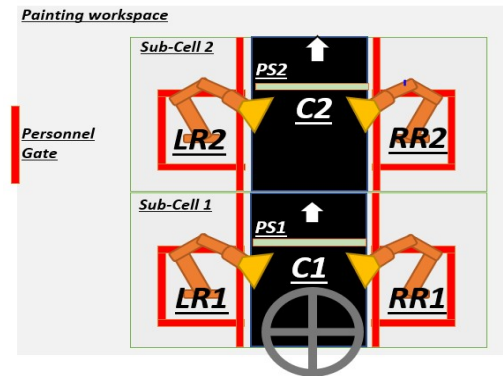 Painting workspace
Sub-Cell 2
PS2
C2
LR2
RR2
Personnel
Gate
Sub-Cell 1
PS1
C1
LR1
RR1